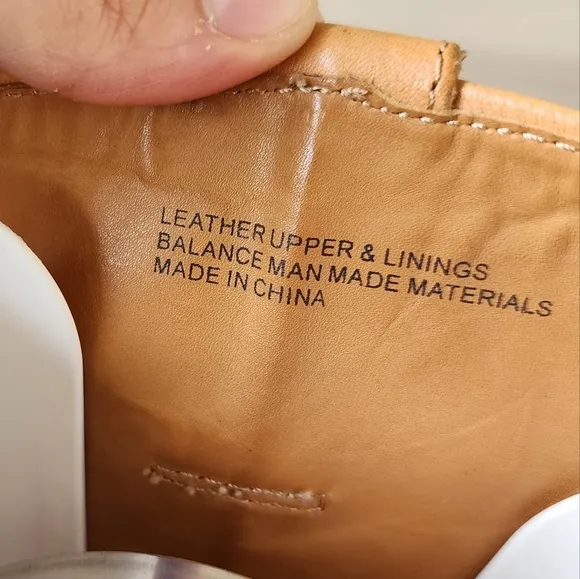 LEATHER UPPER & LININGS
BALANCE MAN MADE MATERIALS
MADE IN CHINA